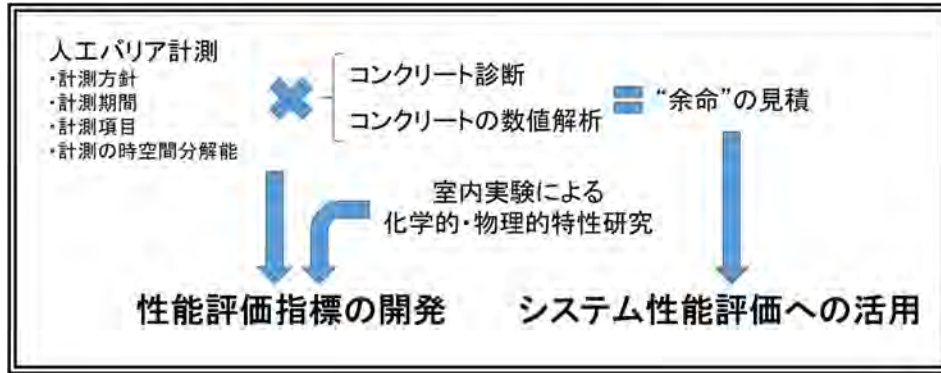 人工バリア計測
・計測方針
・計測期間
・計測項目
・計測の時空間分解能
コンクリート診断
コンクリートの数値解析
“余命”の見積
室内実験による
化学的・物理的特性研究
性能評価指標の開発
システム性能評価への活用